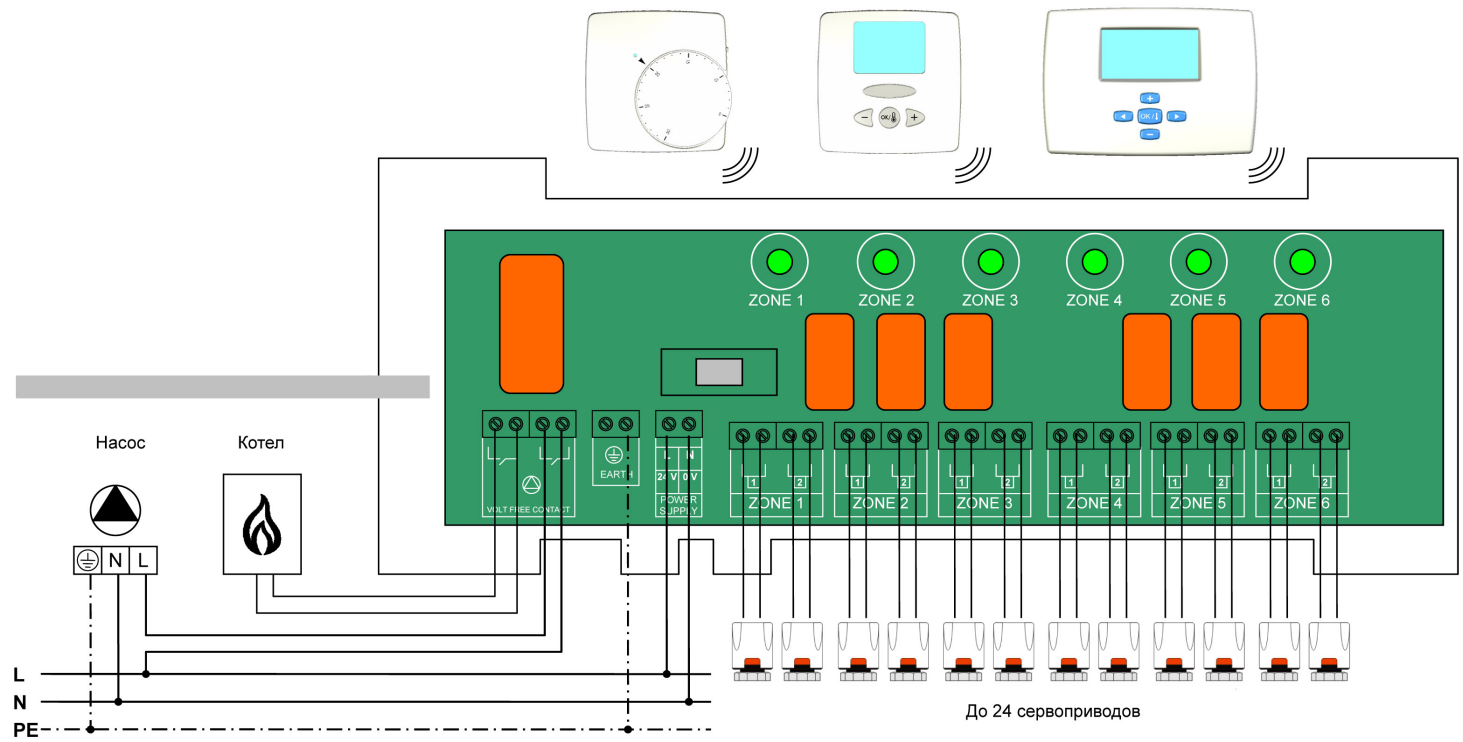 OK/
OK/
ZONE 1 ZONE 2 ZONE 3 ZONE 4 ZONE 5 ZONE 6
Насос
Котел
EARTH
L N
24 V 0 V
POWER
SUPPLY
VOLT FREE CONTACT
1 2 1 2 1 2 1 2 1 2 1 2
ZONE 1 ZONE 2 ZONE 3 ZONE 4 ZONE 5 ZONE 6
N L
L
N
PE
До 24 сервоприводов